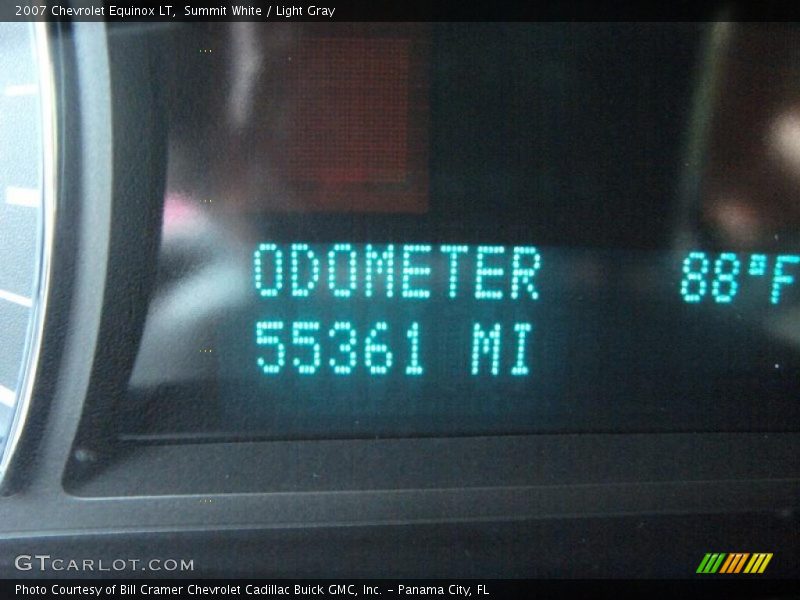 2007 Chevrolet Equinox LT,  Summit White / Light Gray
ODOMETER 88°F
55361 MI
GTCARLOT.COM
Photo Courtesy of Bill Cramer Chevrolet Cadillac Buick GMC, Inc. - Panama City, FL